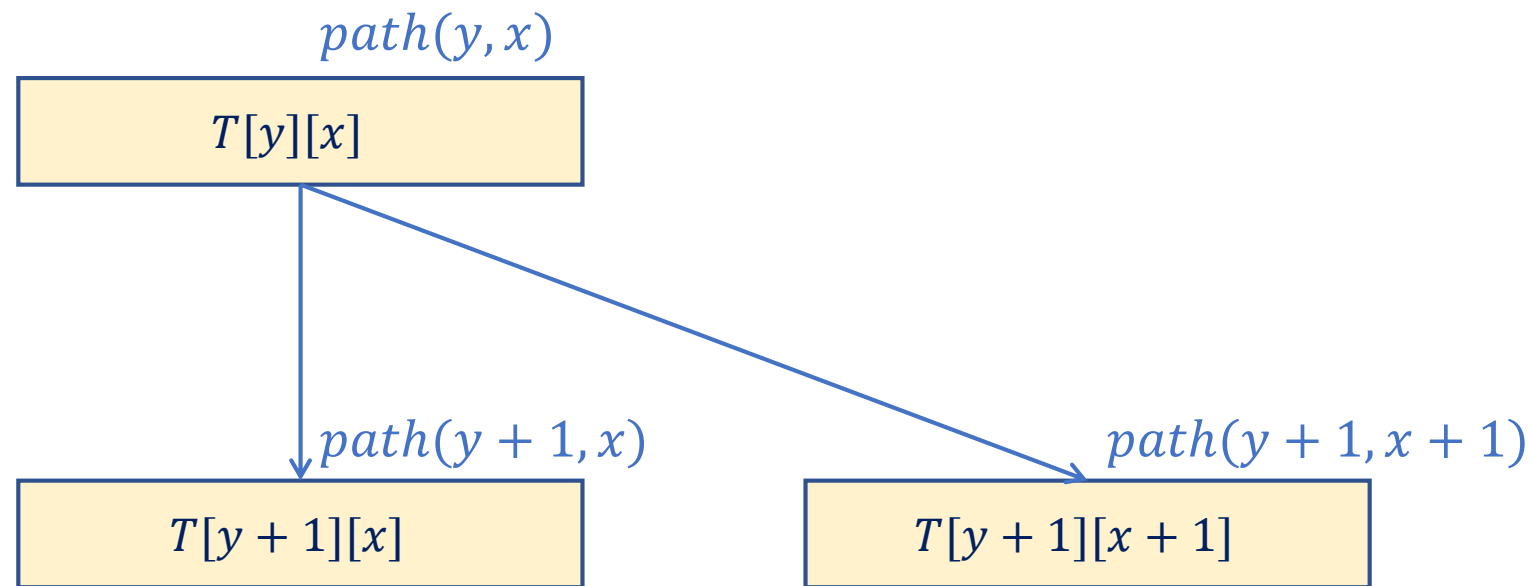 path(y, x)
T[y][x]
path(y + 1, x)
path(y + 1, x + 1)
T[y + 1][x]
T[y + 1][x + 1]